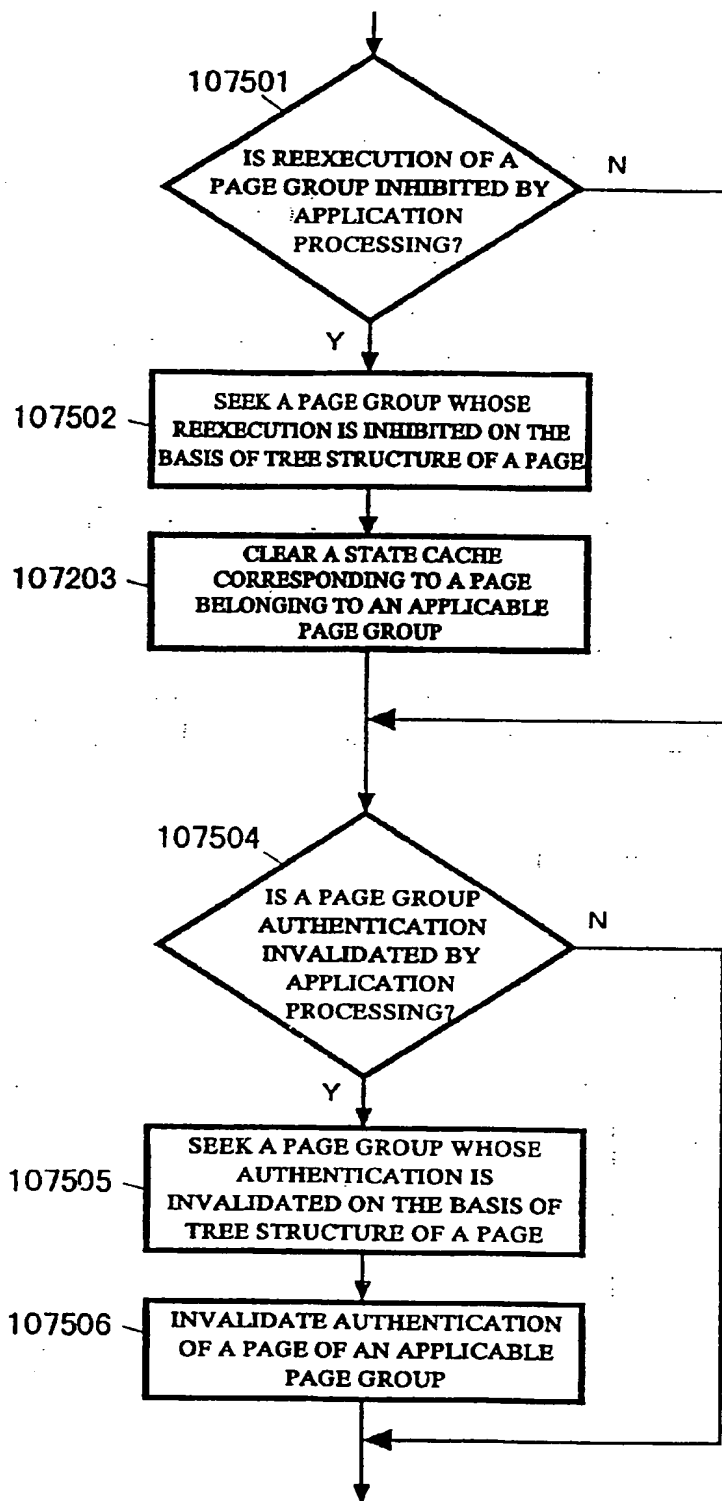 107501
IS REEXECUTION OF A
PAGE GROUP INHIBITED BY
APPLICATION
PROCESSING?
N
Y
107502
SEEK A PAGE GROUP WHOSE
REEXECUTION IS INHIBITED ON THE
BASIS OF TREE STRUCTURE OF A PAGE
107203
CLEAR A STATE CACHE
CORRESPONDING TO A PAGE
BELONGING TO AN APPLICABLE
PAGE GROUP
107504
IS A PAGE GROUP
AUTHENTICATION
INVALIDATED BY
APPLICATION
PROCESSING?
N
Y
107505
SEEK A PAGE GROUP WHOSE
AUTHENTICATION IS
INVALIDATED ON THE BASIS OF
TREE STRUCTURE OF A PAGE
107506
INVALIDATE AUTHENTICATION
OF A PAGE OF AN APPLICABLE
PAGE GROUP